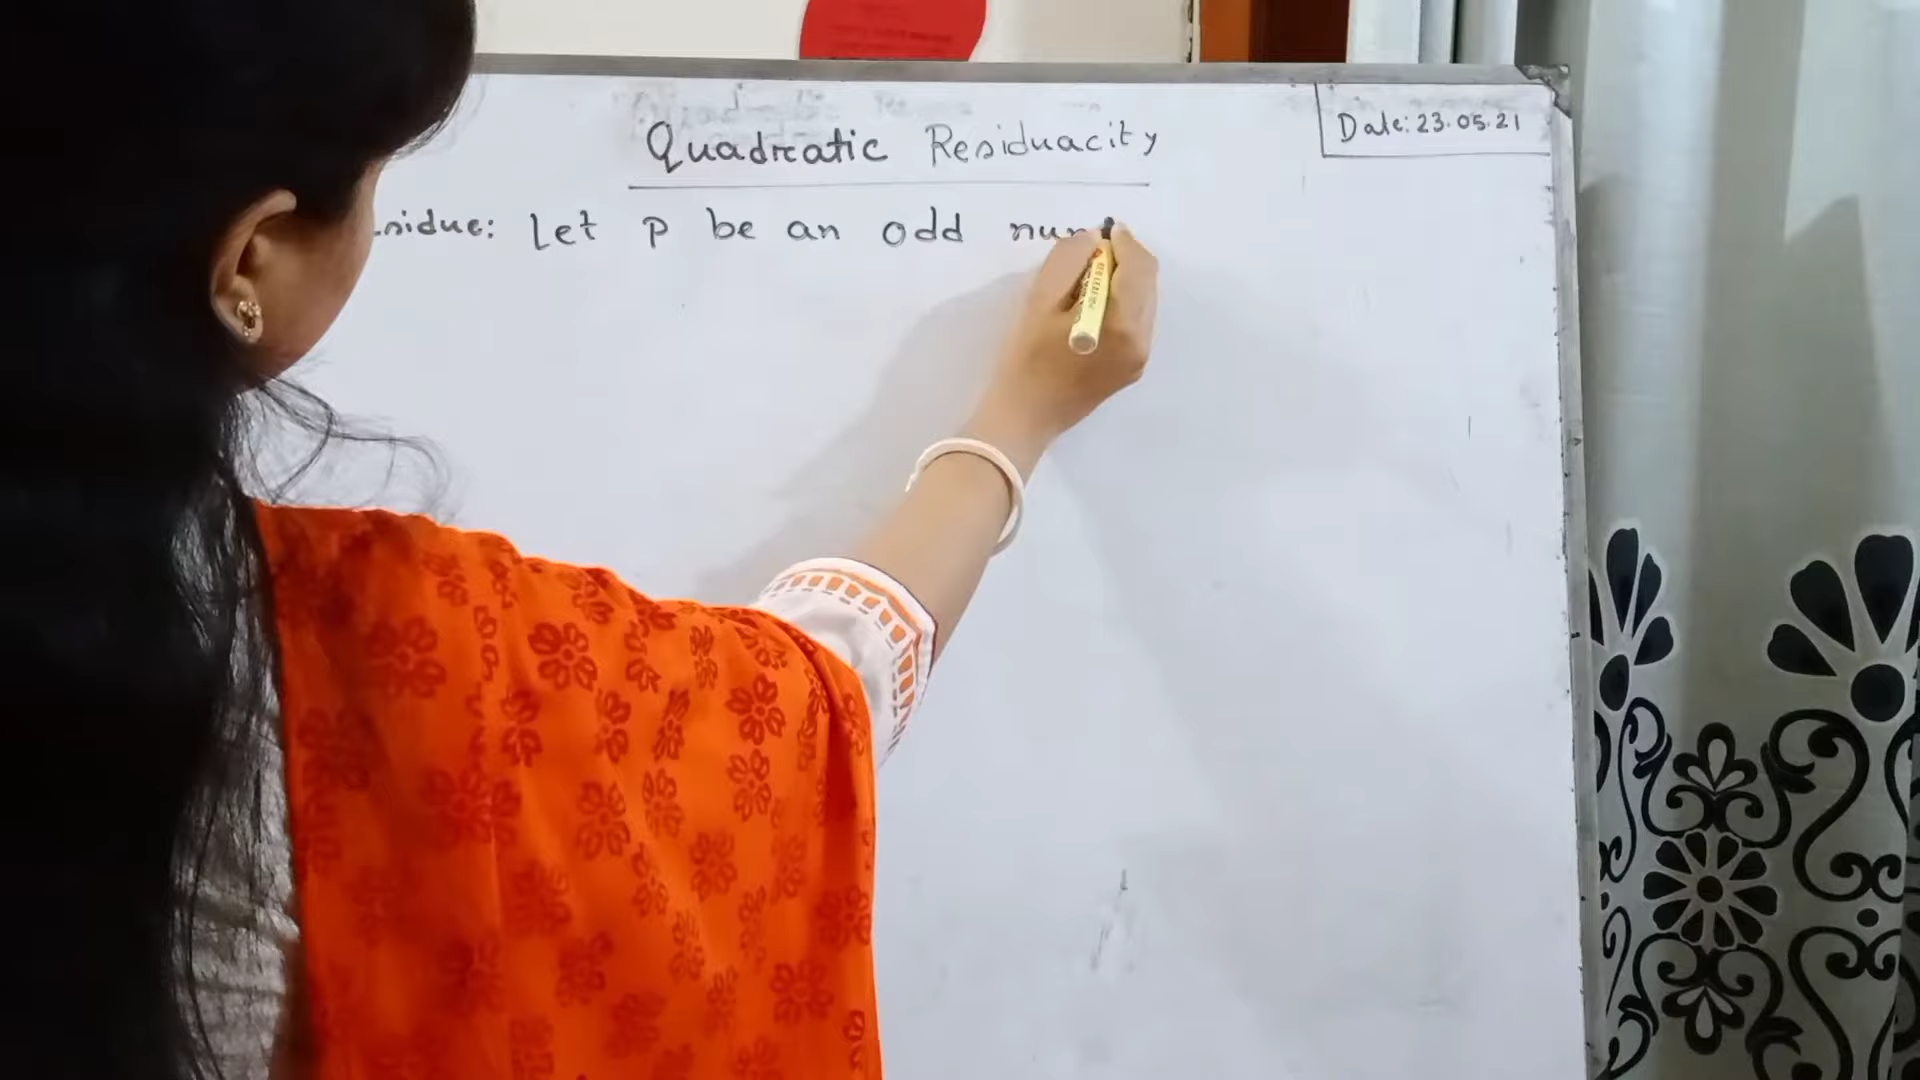 Quadratic Residuacity
Date: 23.05.21
Let p be an odd